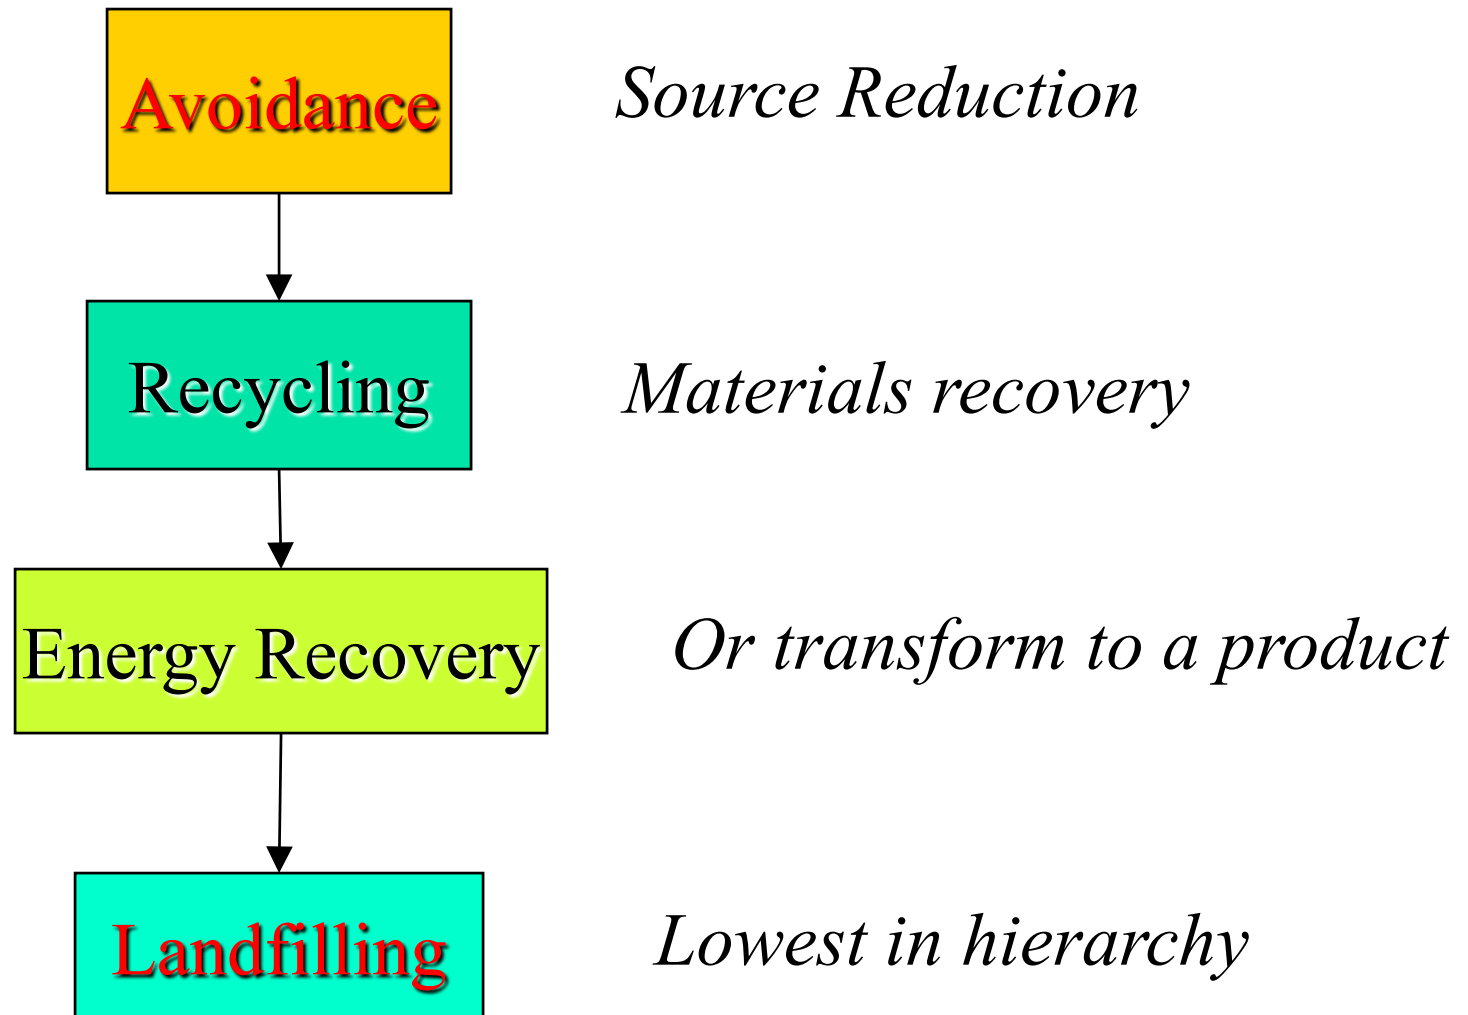 Avoidance
Source Reduction
Recycling
Materials recovery
Energy Recovery
Or transform to a product
Landfilling
Lowest in hierarchy